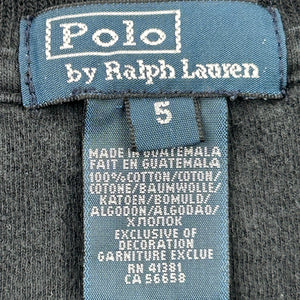 Polo
by Ralph Lauren
5
MADE IN GUATEMALA
FAIT EN GUATEMALA
100% COTTON/COTON/
COTONE/BAUMWOLLE/
KATOEN/BOMULD/
ALGODON/ALGODAO/
ХЛОПОК
EXCLUSIVE OF
DECORATION
GARNITURE EXCLUE
RN 41381
CA 56658